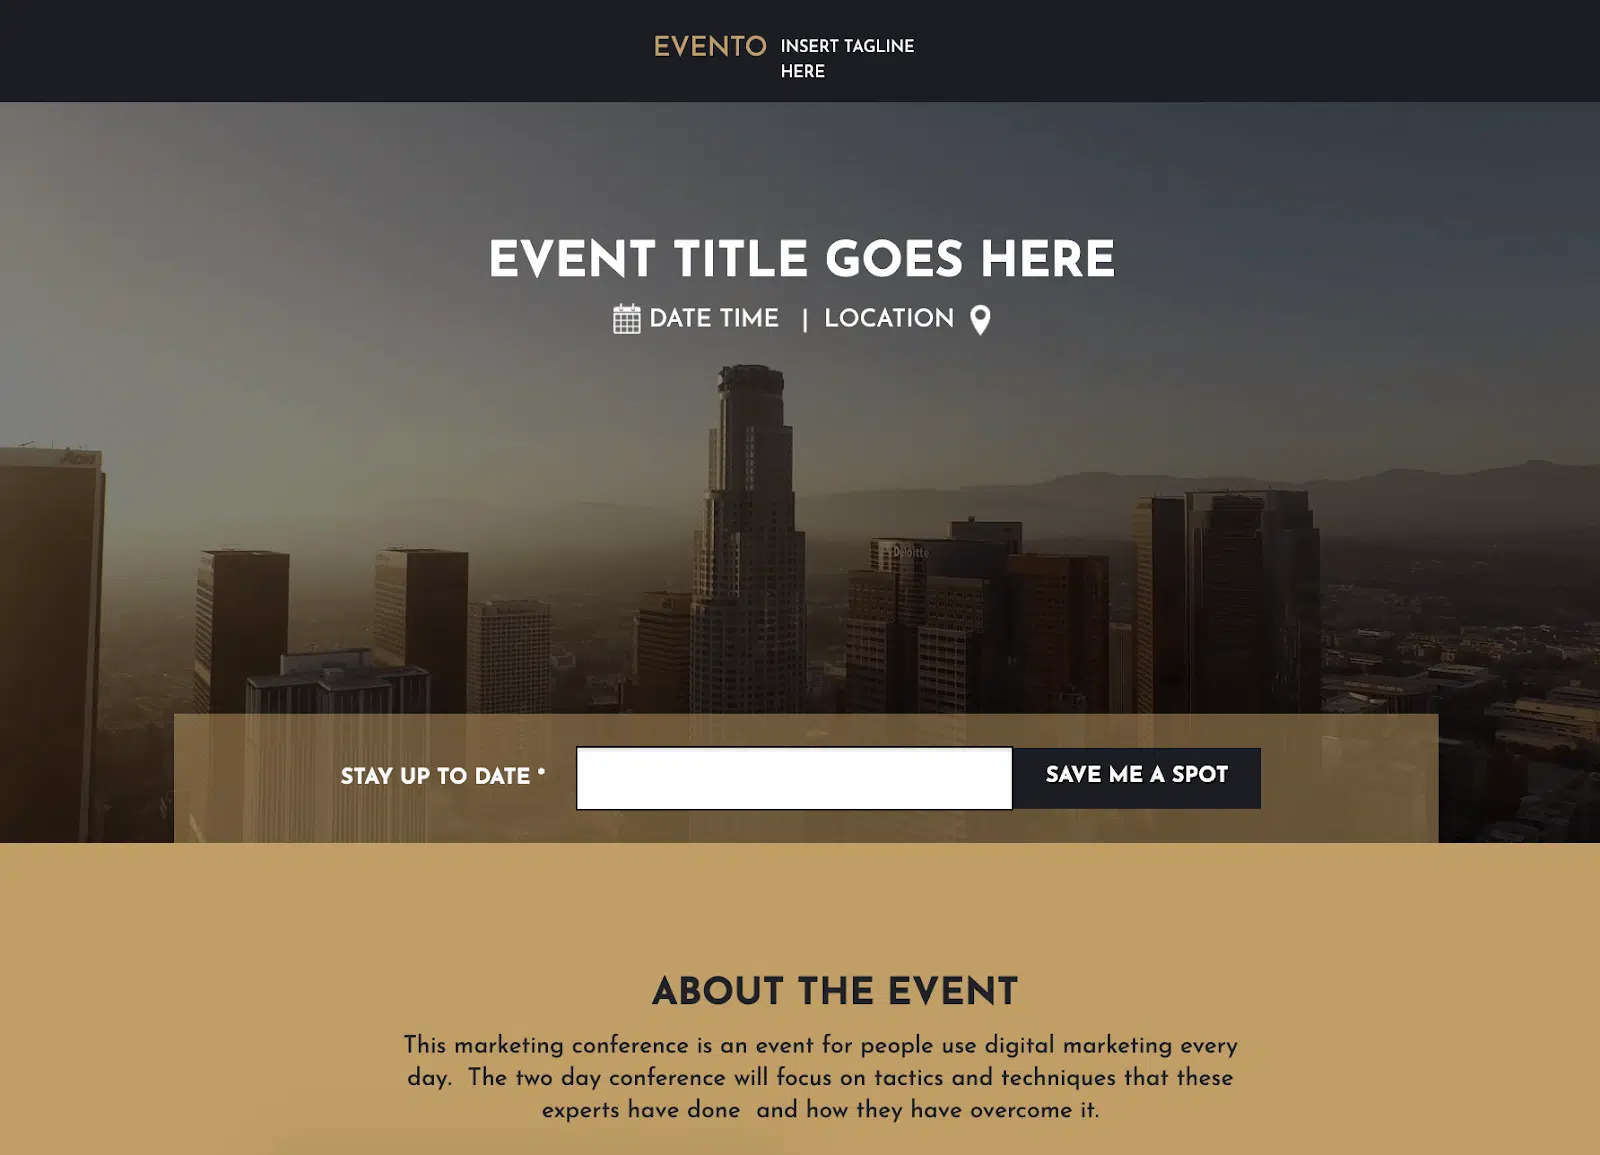 EVENTO INSERT TAGLINE
HERE
EVENT TITLE GOES HERE
DATE TIME | LOCATION
Aon
Deloitte
STAY UP TO DATE *
SAVE ME A SPOT
ABOUT THE EVENT
This marketing conference is an event for people use digital marketing every
day.  The two day conference will focus on tactics and techniques that these
experts have done  and how they have overcome it.